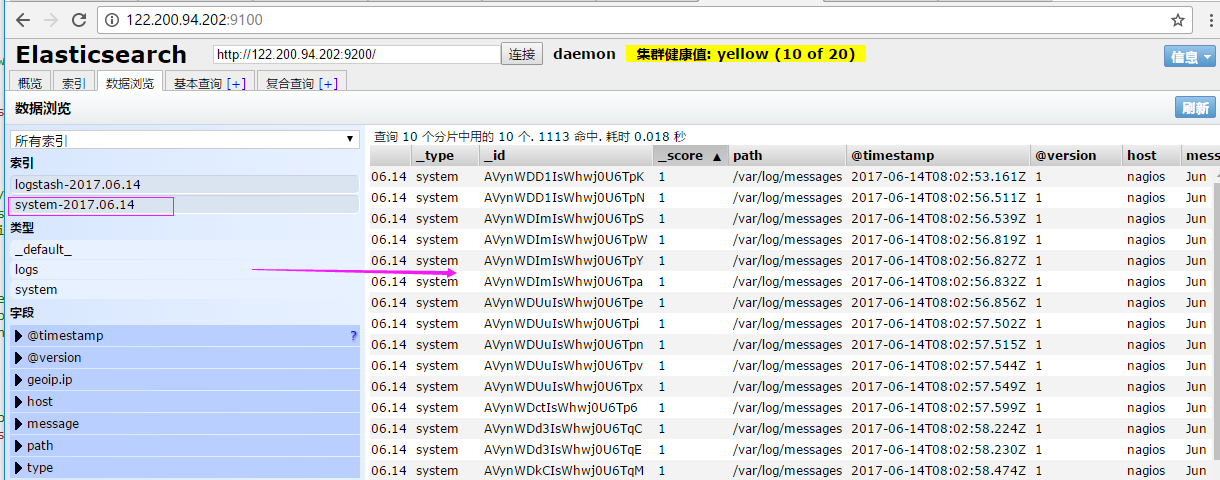 122.200.94.202:9100
Elasticsearch http://122.200.94.202:9200/ 连接 daemon 集群健康值: yellow (10 of 20) 信息
概览 索引 数据浏览 基本查询 [+] 复合查询 [+]
数据浏览 刷新
所有索引
索引
logstash-2017.06.14
system-2017.06.14
类型
_default_
logs
system
字段
@timestamp ?
@version
geoip.ip
host
message
path
type
查询 10 个分片中用的 10 个. 1113 命中. 耗时 0.018 秒
_type _id _score ▲ path @timestamp @version host mess
06.14 system AVynWDD1IsWhwj0U6TpK 1 /var/log/messages 2017-06-14T08:02:53.161Z 1 nagios Jun
06.14 system AVynWDD1IsWhwj0U6TpN 1 /var/log/messages 2017-06-14T08:02:56.511Z 1 nagios Jun
06.14 system AVynWDImIsWhwj0U6TpS 1 /var/log/messages 2017-06-14T08:02:56.539Z 1 nagios Jun
06.14 system AVynWDImIsWhwj0U6TpW 1 /var/log/messages 2017-06-14T08:02:56.819Z 1 nagios Jun
06.14 system AVynWDImIsWhwj0U6TpY 1 /var/log/messages 2017-06-14T08:02:56.827Z 1 nagios Jun
06.14 system AVynWDImIsWhwj0U6Tpa 1 /var/log/messages 2017-06-14T08:02:56.832Z 1 nagios Jun
06.14 system AVynWDUuIsWhwj0U6Tpe 1 /var/log/messages 2017-06-14T08:02:56.856Z 1 nagios Jun
06.14 system AVynWDUuIsWhwj0U6Tpi 1 /var/log/messages 2017-06-14T08:02:57.502Z 1 nagios Jun
06.14 system AVynWDUuIsWhwj0U6Tpn 1 /var/log/messages 2017-06-14T08:02:57.515Z 1 nagios Jun
06.14 system AVynWDUuIsWhwj0U6Tpv 1 /var/log/messages 2017-06-14T08:02:57.544Z 1 nagios Jun
06.14 system AVynWDUuIsWhwj0U6Tpx 1 /var/log/messages 2017-06-14T08:02:57.549Z 1 nagios Jun
06.14 system AVynWDctIsWhwj0U6Tp6 1 /var/log/messages 2017-06-14T08:02:57.599Z 1 nagios Jun
06.14 system AVynWDd3IsWhwj0U6TqC 1 /var/log/messages 2017-06-14T08:02:58.224Z 1 nagios Jun
06.14 system AVynWDd3IsWhwj0U6TqE 1 /var/log/messages 2017-06-14T08:02:58.230Z 1 nagios Jun
06.14 system AVynWDkCIsWhwj0U6TqM 1 /var/log/messages 2017-06-14T08:02:58.474Z 1 nagios Jun